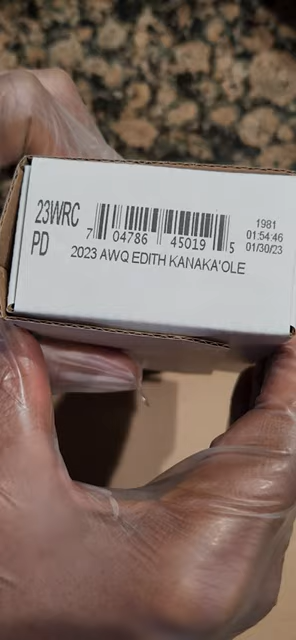 23WRC
PD
7 04786 45019 5
2023 AWQ EDITH KANAKA'OLE
1981
01:54:46
01/30/23